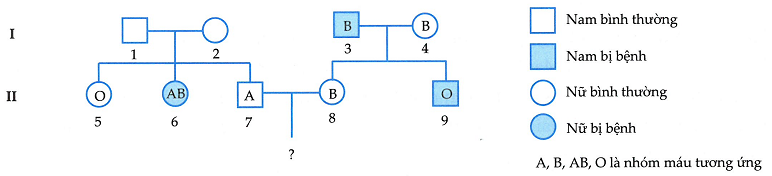 I
1
2
B
3
B
4
II
O
5
AB
6
A
7
B
8
O
9
?
Nam bình thường
Nam bị bệnh
Nữ bình thường
Nữ bị bệnh
A, B, AB, O là nhóm máu tương ứng